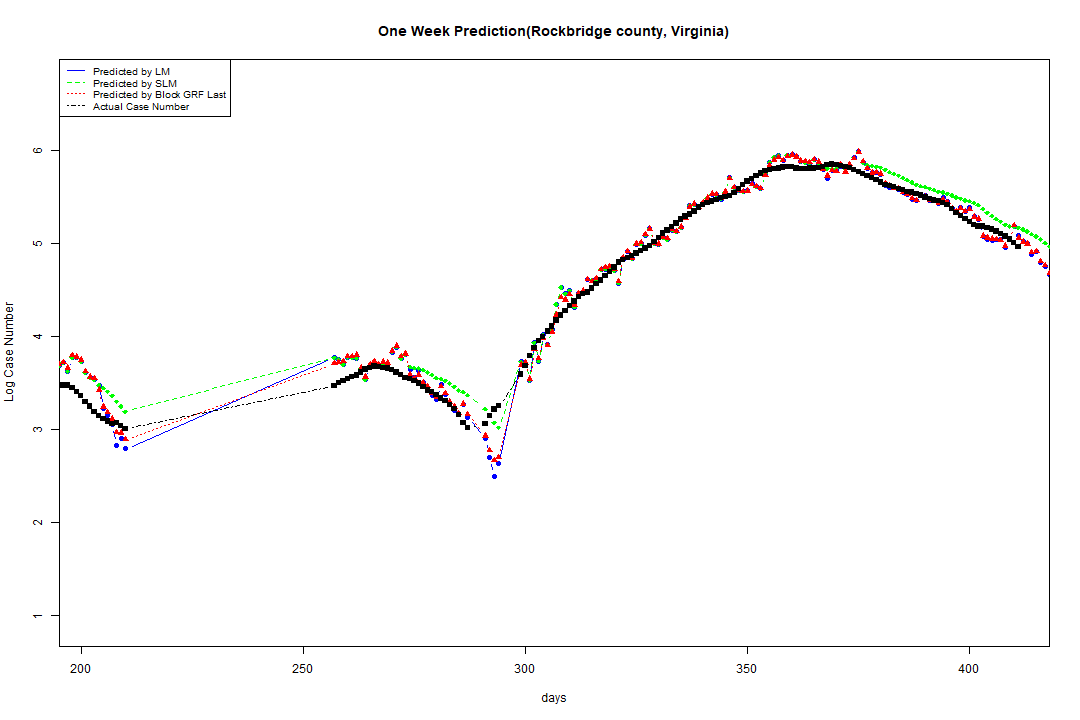 One Week Prediction(Rockbridge county, Virginia)
Predicted by LM
Predicted by SLM
Predicted by Block GRF Last
Actual Case Number
Log Case Number
6
5
4
3
2
1
200
250
300
350
400
days